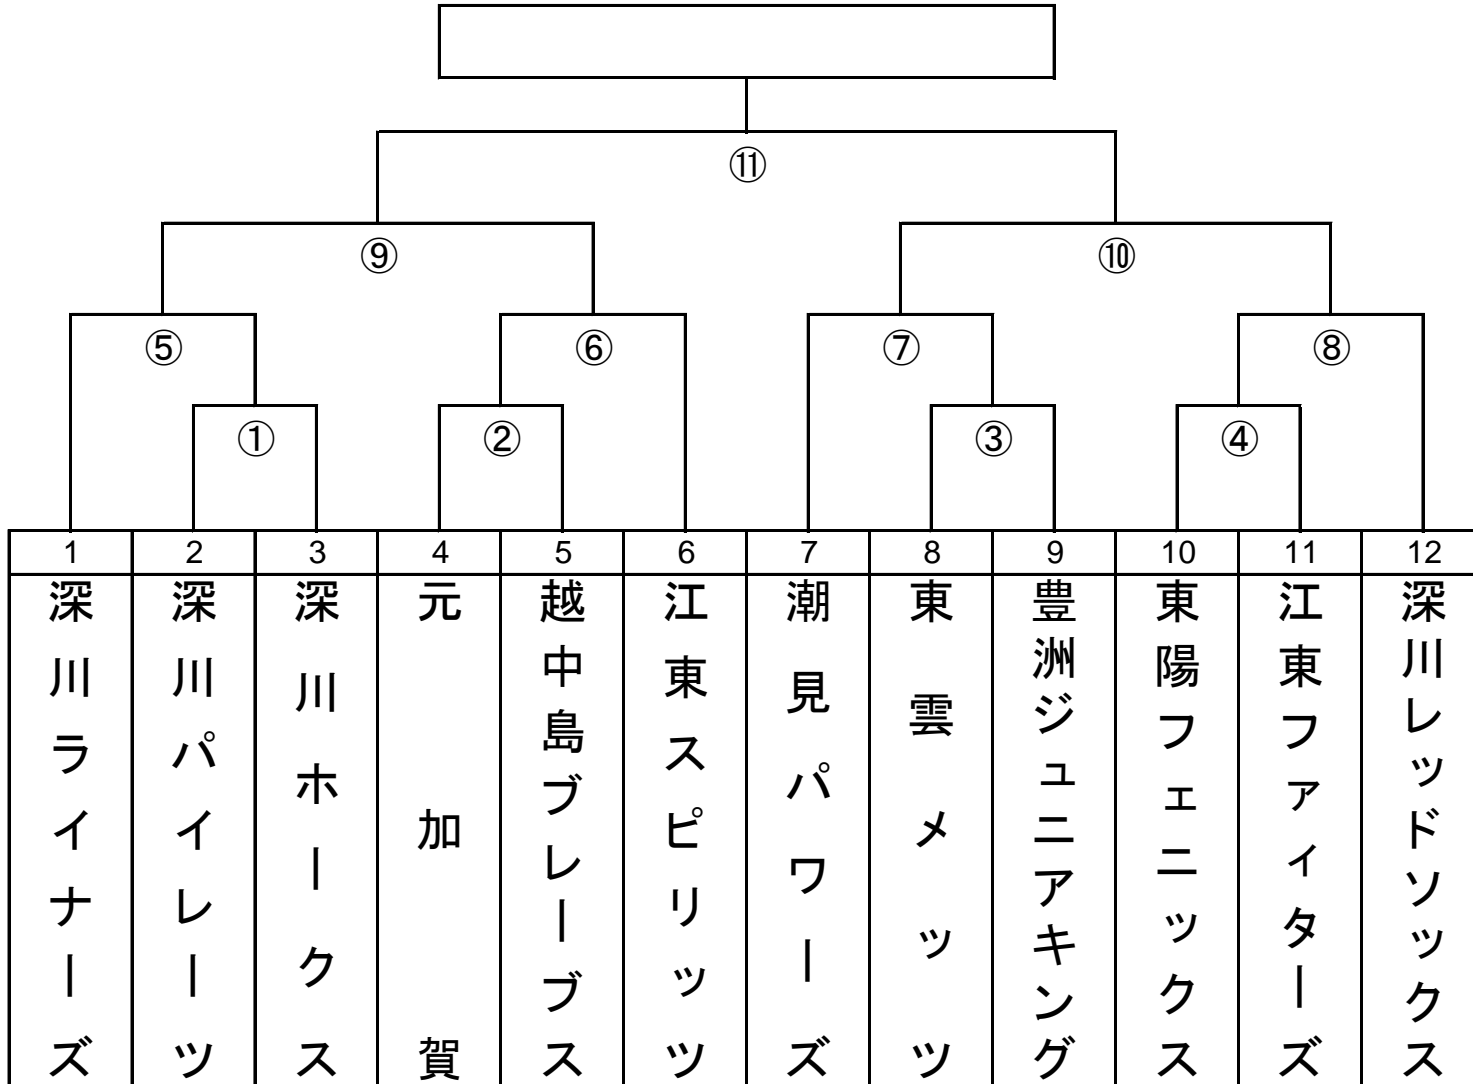 ⑪
⑨
⑩
⑤
⑥
⑦
⑧
①
②
③
④
1
2
3
4
5
6
7
8
9
10
11
12
深川ライナーズ
深川パイレーツ
深川ホークス
元加賀
越中島ブレーブス
江東スピリッツ
潮見パワーズ
東雲メッツ
豊洲ジュニアキング
東陽フェニックス
江東ファイターズ
深川レッドソックス